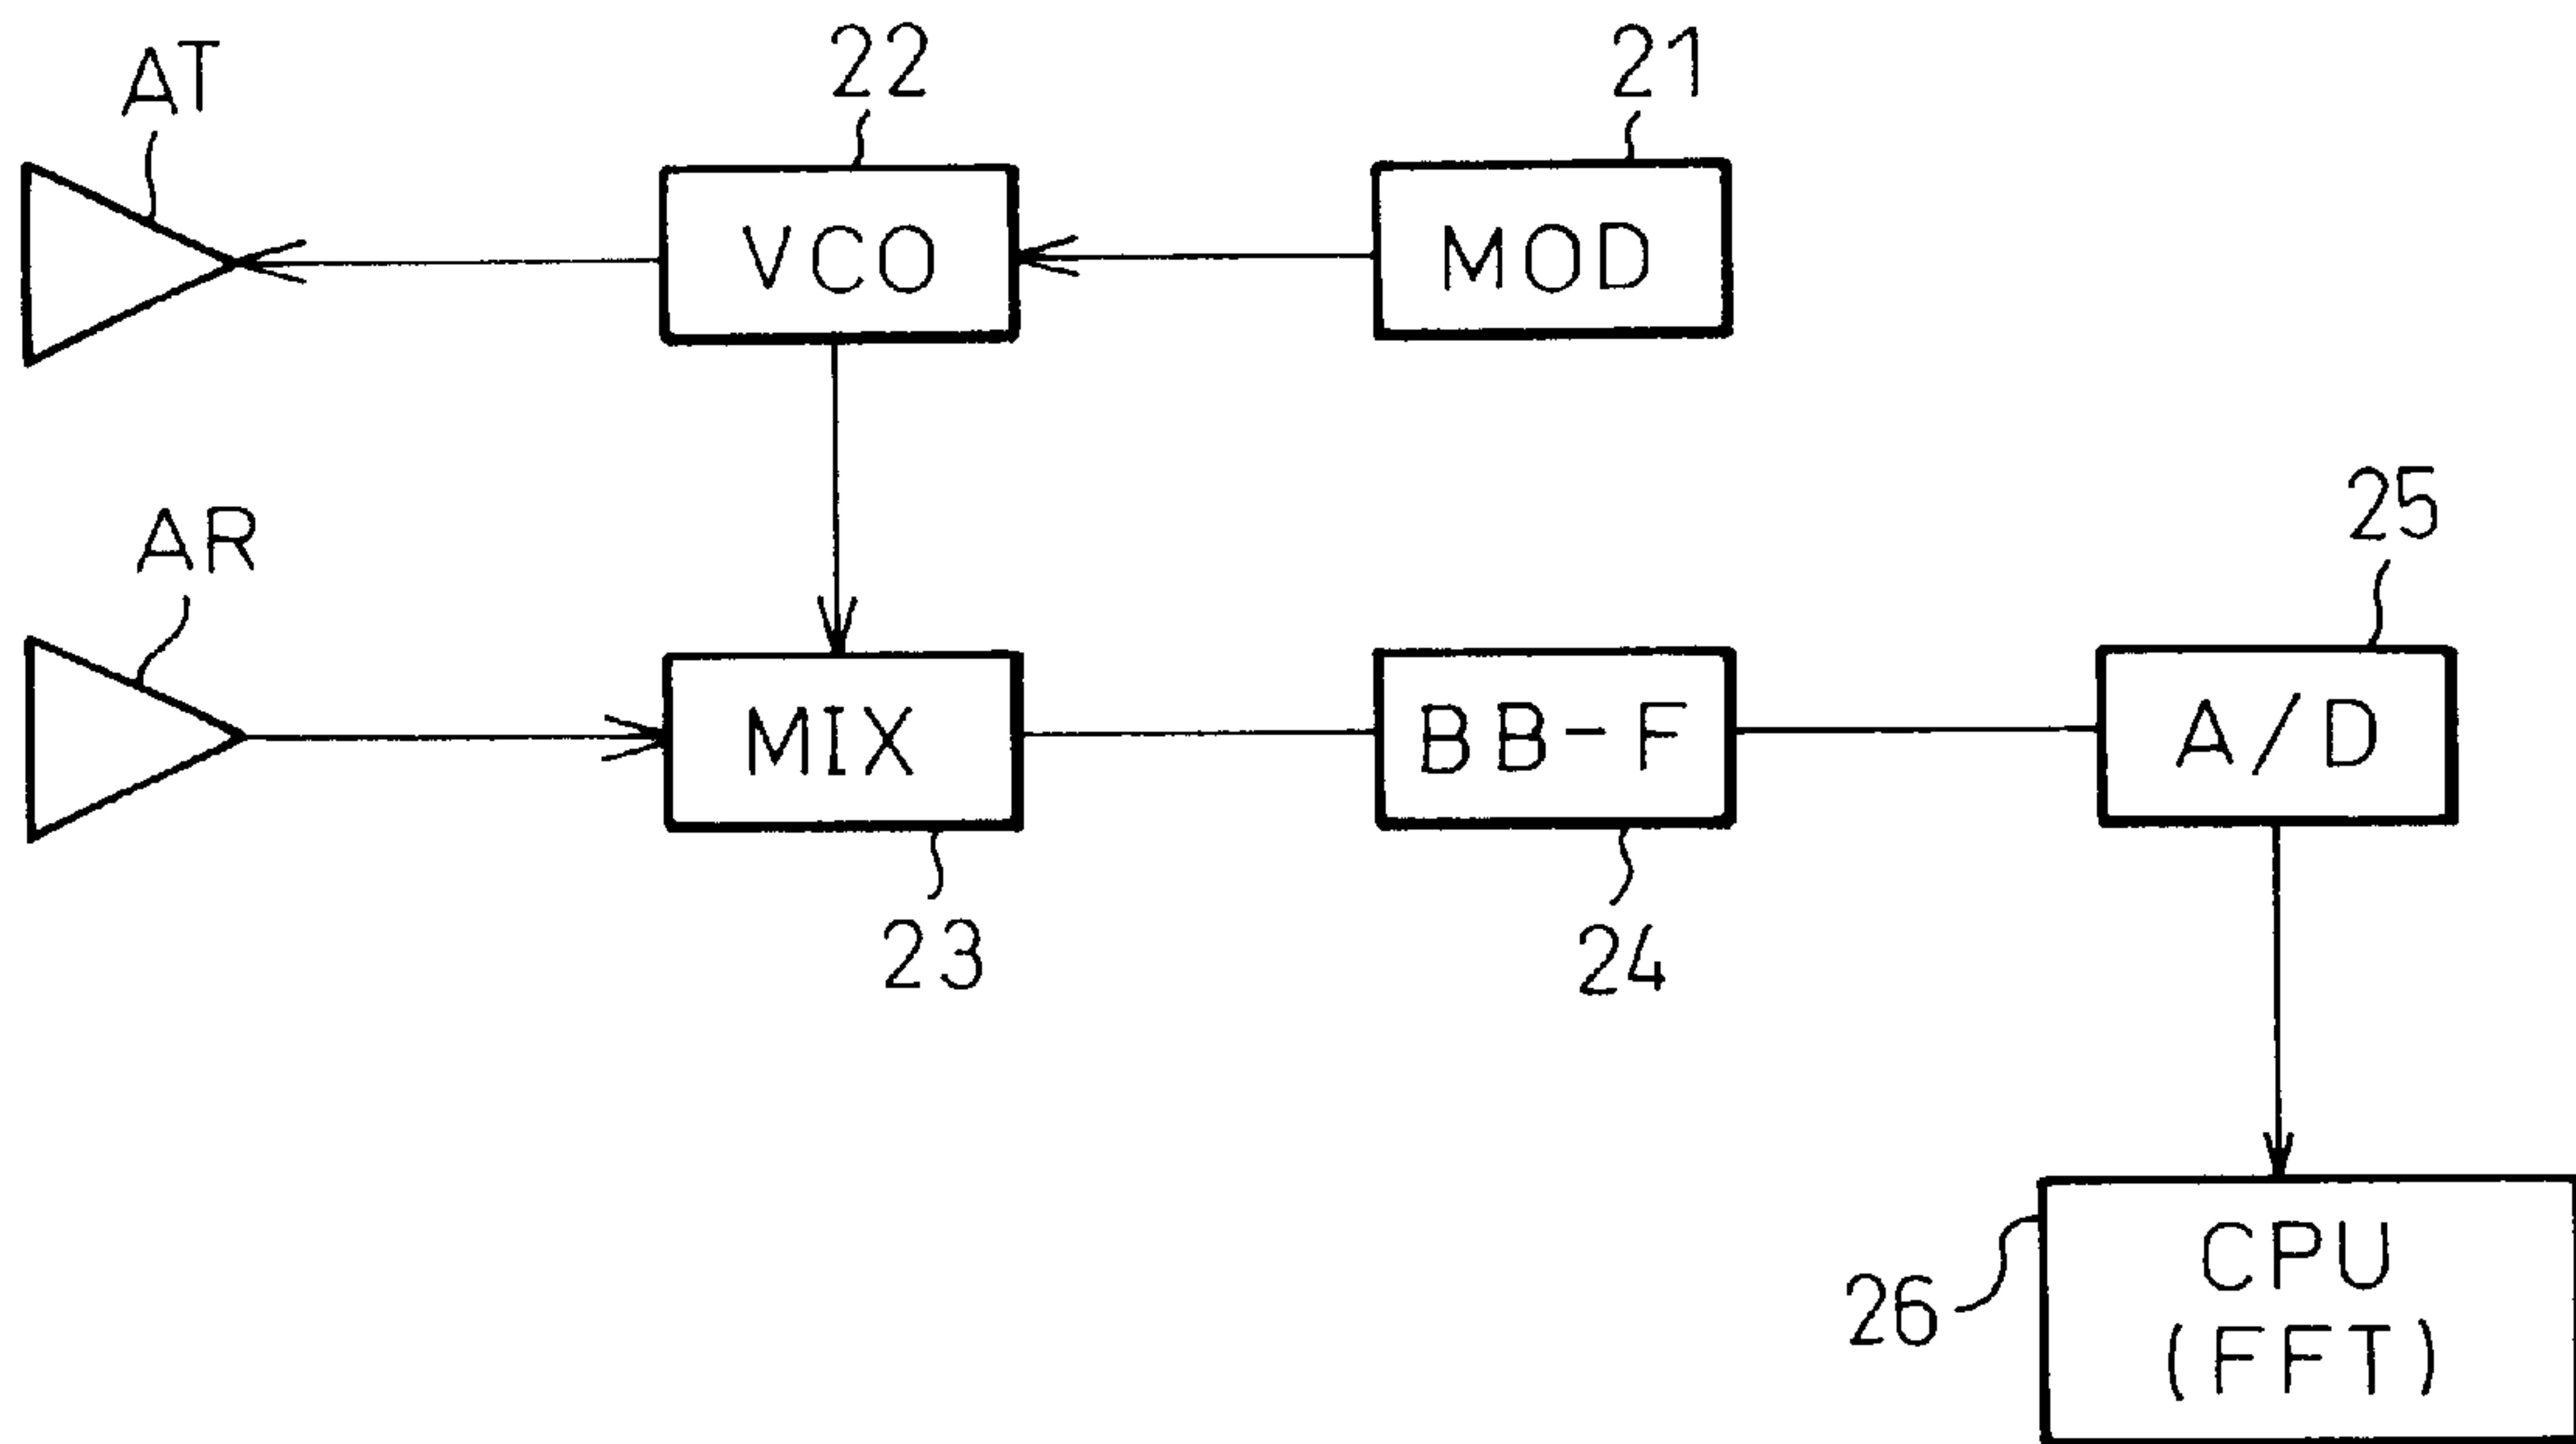 AT
22
21
VCO
MOD
AR
25
MIX
BB-F
A/D
23
24
26
CPU
(FFT)